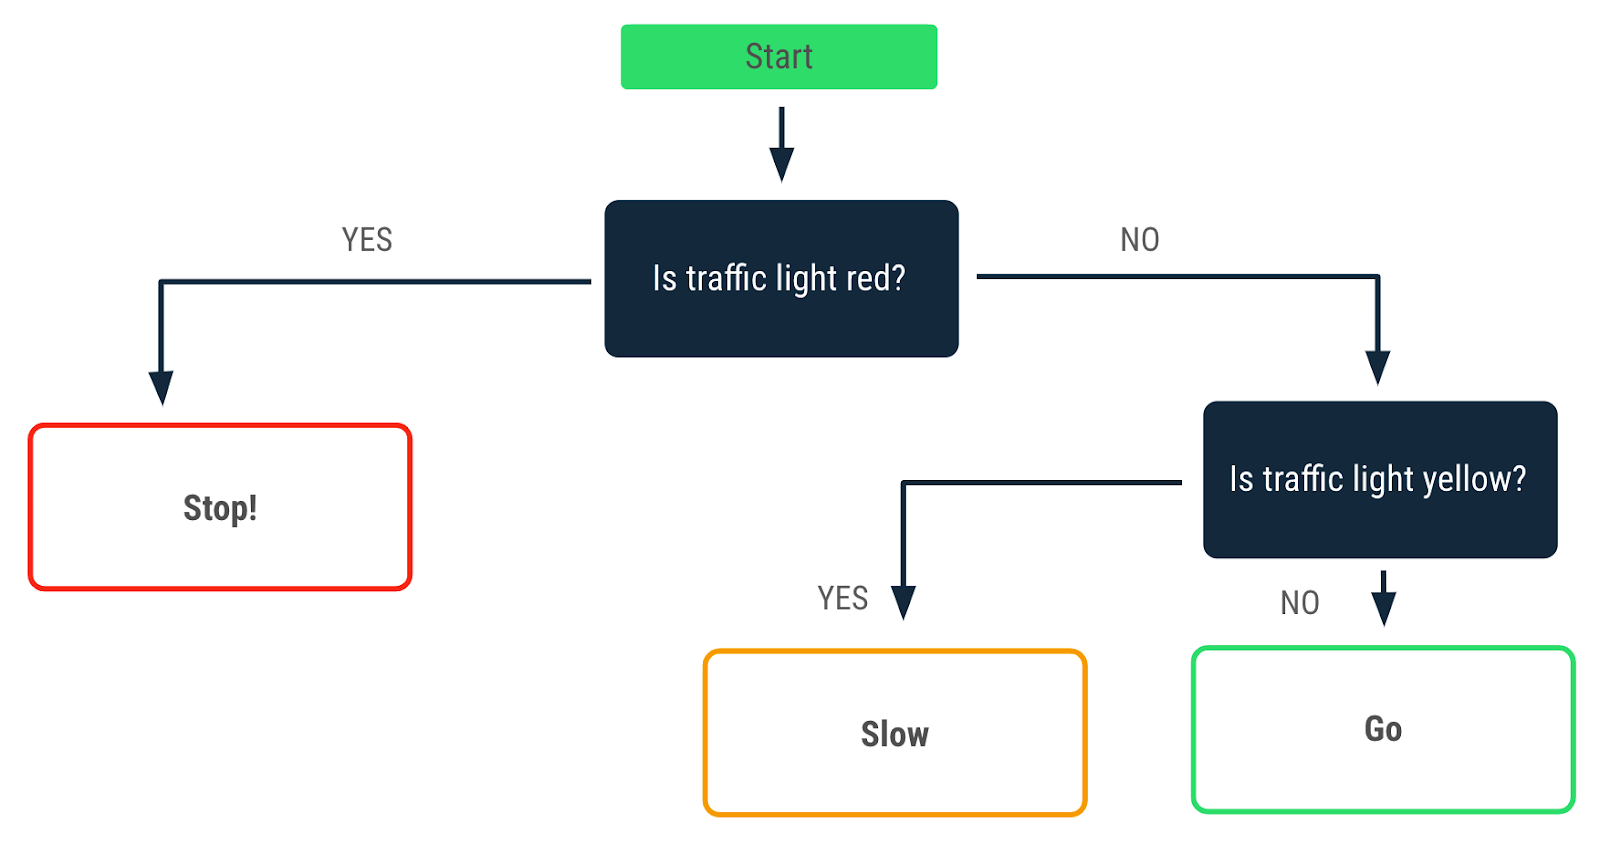 Start
YES
NO
Is traffic light red?
Is traffic light yellow?
Stop!
YES
NO
Slow
Go